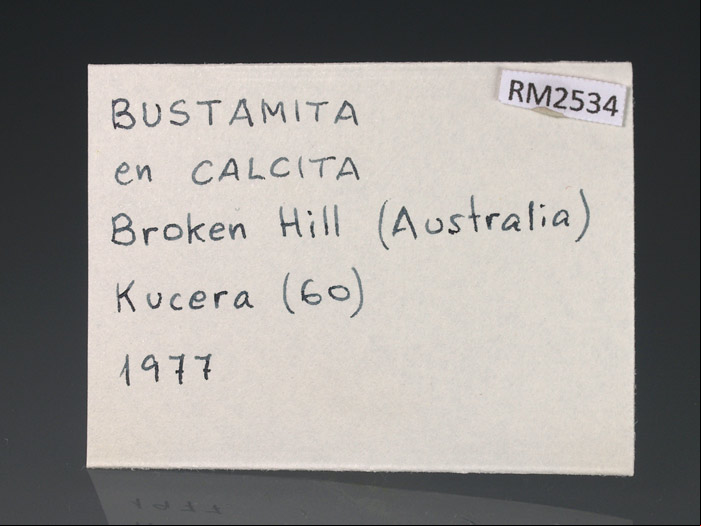 RM2534
BUSTAMITA
en CALCITA
Broken Hill (Australia)
Kucera (60)
1977